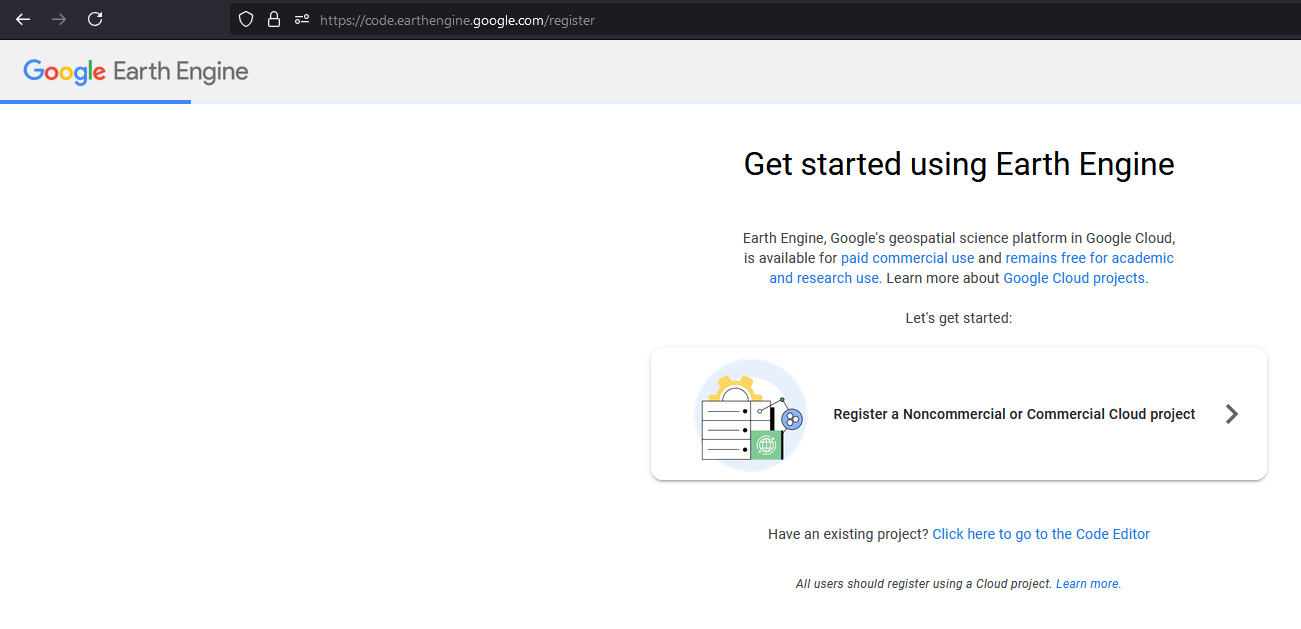 https://code.earthengine.google.com/register
Google Earth Engine
Get started using Earth Engine
Earth Engine, Google's geospatial science platform in Google Cloud,
is available for paid commercial use and remains free for academic
and research use. Learn more about Google Cloud projects.
Let's get started:
Register a Noncommercial or Commercial Cloud project
Have an existing project? Click here to go to the Code Editor
All users should register using a Cloud project. Learn more.